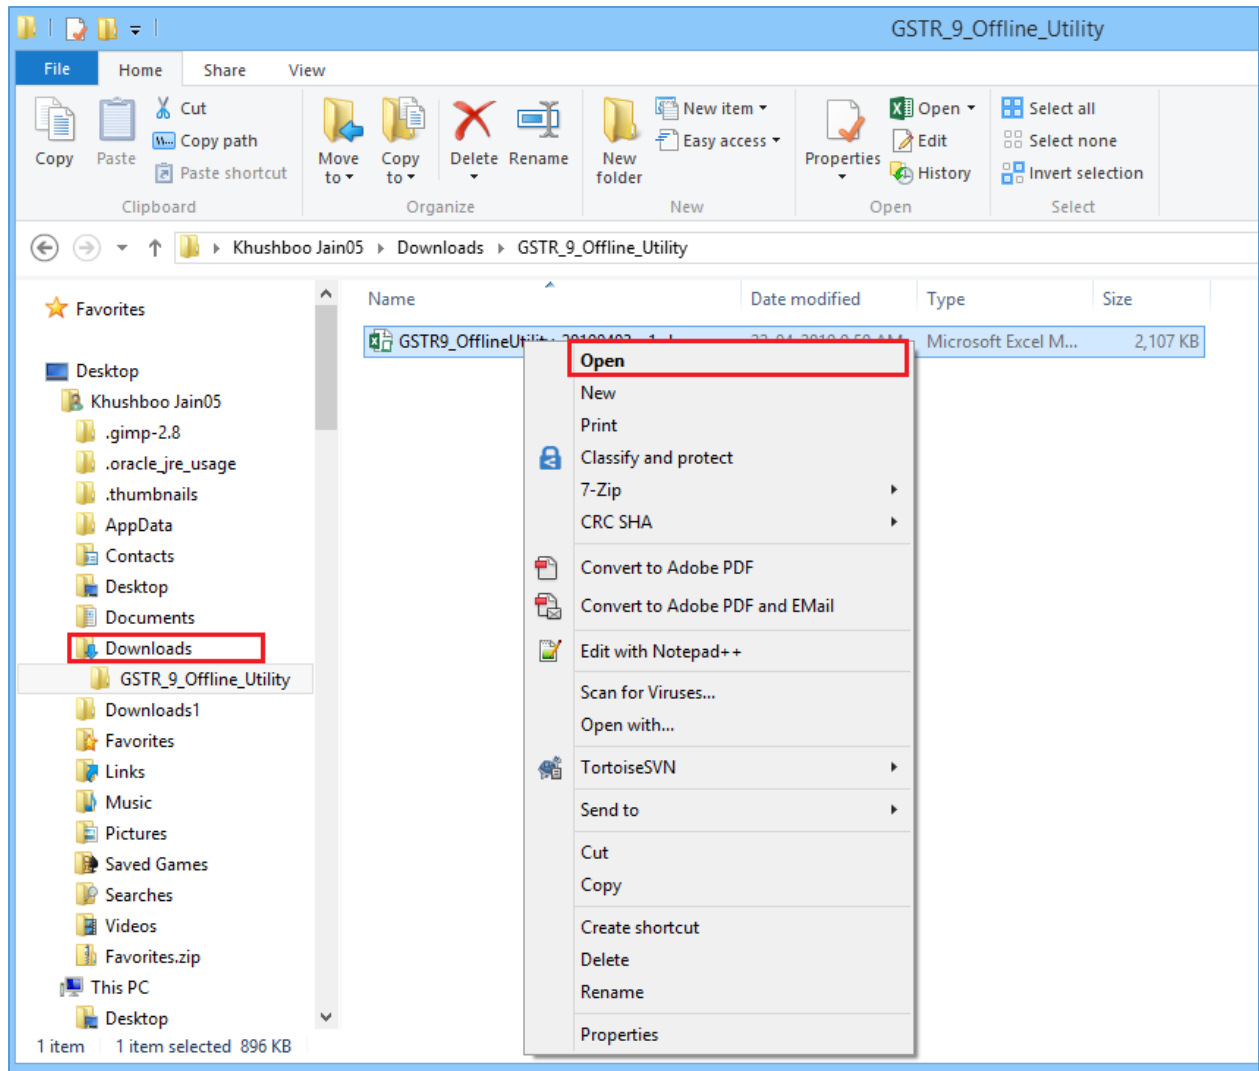 GSTR_9_Offline_Utility
File Home Share View
Copy
Paste
Cut
Copy path
Paste shortcut
Clipboard
Move to
Copy to
Delete
Rename
Organize
New folder
New item
Easy access
New
Properties
Open
Edit
History
Open
Select all
Select none
Invert selection
Select
Khushboo Jain05 Downloads GSTR_9_Offline_Utility
Favorites
Desktop
Khushboo Jain05
.gimp-2.8
.oracle_jre_usage
.thumbnails
AppData
Contacts
Desktop
Documents
Downloads
GSTR_9_Offline_Utility
Downloads1
Favorites
Links
Music
Pictures
Saved Games
Searches
Videos
Favorites.zip
This PC
Desktop
Name Date modified Type Size
Microsoft Excel M... 2,107 KB
Open
New
Print
Classify and protect
7-Zip
CRC SHA
Convert to Adobe PDF
Convert to Adobe PDF and EMail
Edit with Notepad++
Scan for Viruses...
Open with...
TortoiseSVN
Send to
Cut
Copy
Create shortcut
Delete
Rename
Properties
1 item 1 item selected 896 KB